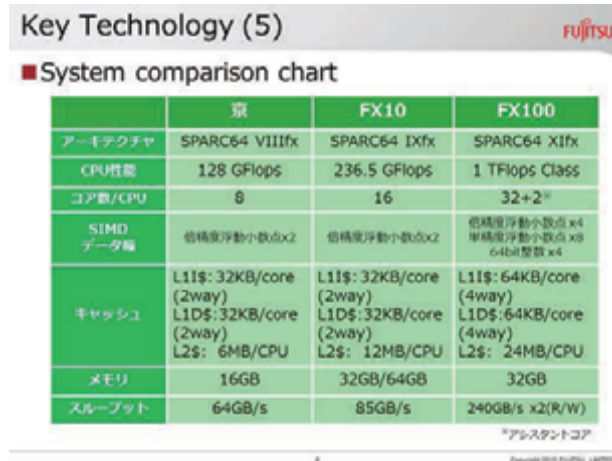 Key Technology (5)
FUJITSU
■System comparison chart
京 FX10 FX100
アーキテクチャ SPARC64 VIIIfx SPARC64 IXfx SPARC64 XIfx
CPU性能 128 GFlops 236.5 GFlops 1 TFlops Class
コア数/CPU 8 16 32+2※
SIMD
データ幅
倍精度浮動小数点x2 倍精度浮動小数点x2
倍精度浮動小数点 x4
単精度浮動小数点 x8
64bit整数 x4
キャッシュ
L1I$:32KB/core
(2way)
L1D$:32KB/core
(2way)
L2$: 6MB/CPU
L1I$:32KB/core
(2way)
L1D$:32KB/core
(2way)
L2$: 12MB/CPU
L1I$:64KB/core
(4way)
L1D$:64KB/core
(4way)
L2$: 24MB/CPU
メモリ 16GB 32GB/64GB 32GB
スループット 64GB/s 85GB/s 240GB/s x2(R/W)
※アシスタントコア